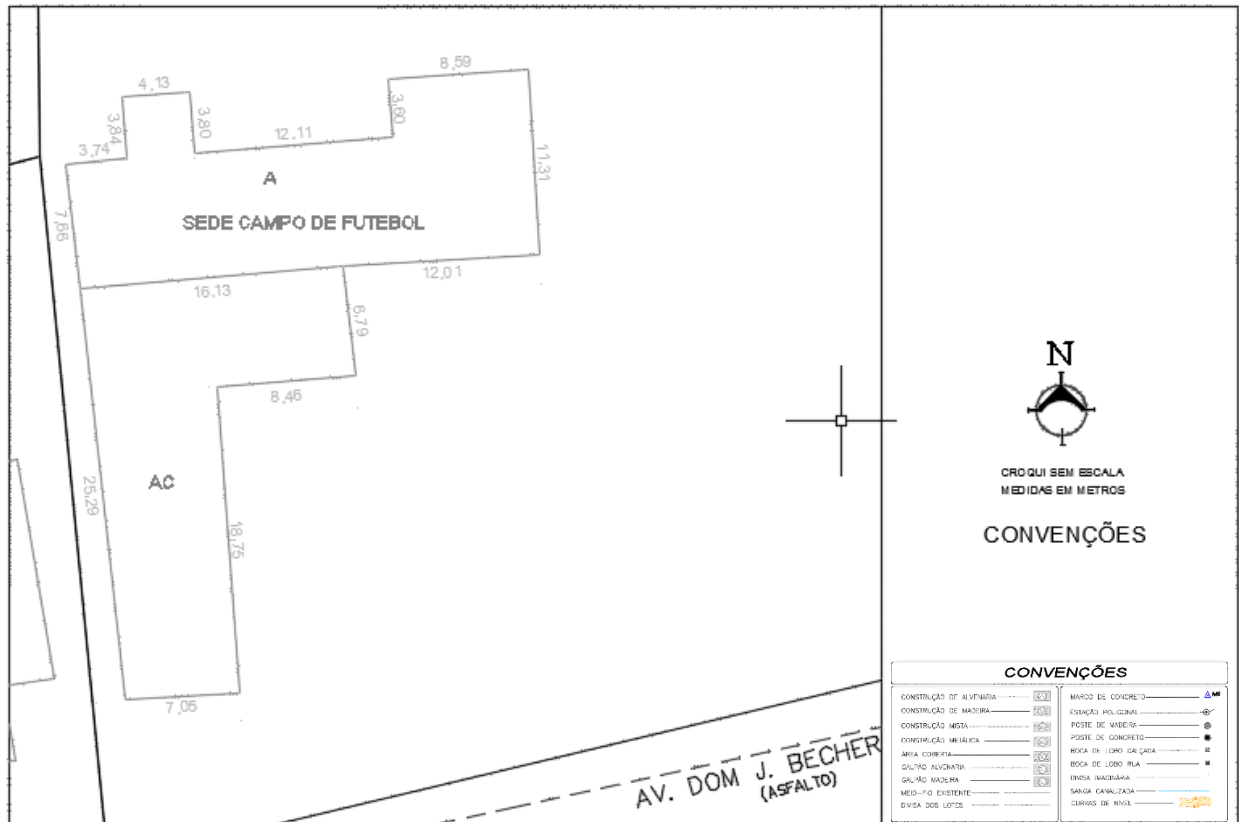 8,59
4,13
3,84
3,80
3,60
12,11
3,74
11,31
A
SEDE CAMPO DE FUTEBOL
7,66
12,01
16,13
6,79
8,46
AC
25,29
18,75
7,05
AV. DOM J. BECHER
(ASFALTO)
N
CROQUI SEM ESCALA
MEDIDAS EM METROS
CONVENÇÕES
CONVENÇÕES
CONSTRUÇÃO DE ALVENARIA
CONSTRUÇÃO DE MADEIRA
CONSTRUÇÃO MISTA
CONSTRUÇÃO METÁLICA
ÁREA COBERTA
GALPÃO ALVENARIA
GALPÃO MADEIRA
MEIO-FIO EXISTENTE
DIVISA DOS LOTES
MARCO DE CONCRETO
ESTAÇÃO POLIGONAL
POSTE DE MADEIRA
POSTE DE CONCRETO
BOCA DE LOBO CALÇADA
BOCA DE LOBO RUA
DIVISA IMAGINÁRIA
SANGA CANALIZADA
CURVAS DE NÍVEL